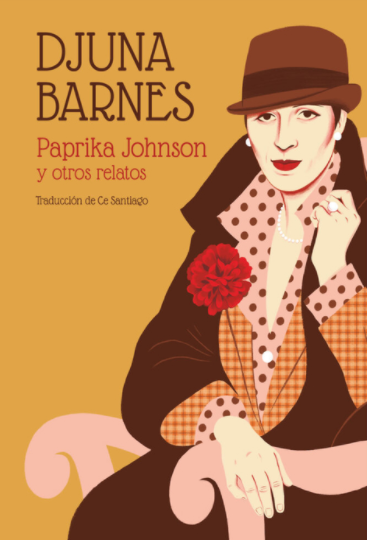 DJUNA
BARNES
Paprika Johnson
y otros relatos
Traducción de Ce Santiago